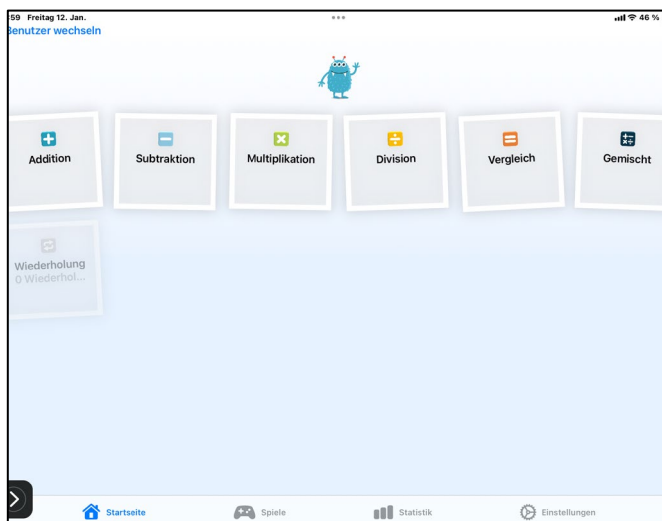 :59 Freitag 12. Jan.
46 %
Benutzer wechseln
Addition
Subtraktion
Multiplikation
Division
Vergleich
Gemischt
Wiederholung
0 Wiederhol...
Startseite
Spiele
Statistik
Einstellungen